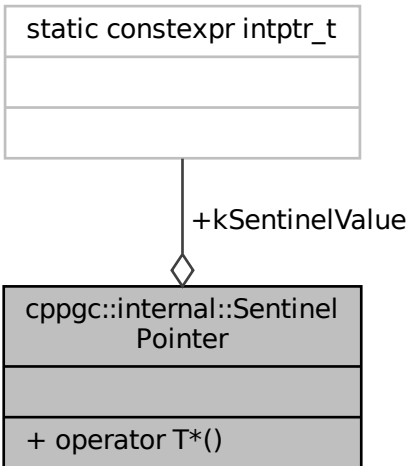 static constexpr intptr_t
+kSentinelValue
cppgc::internal::Sentinel
Pointer
+ operator T*()